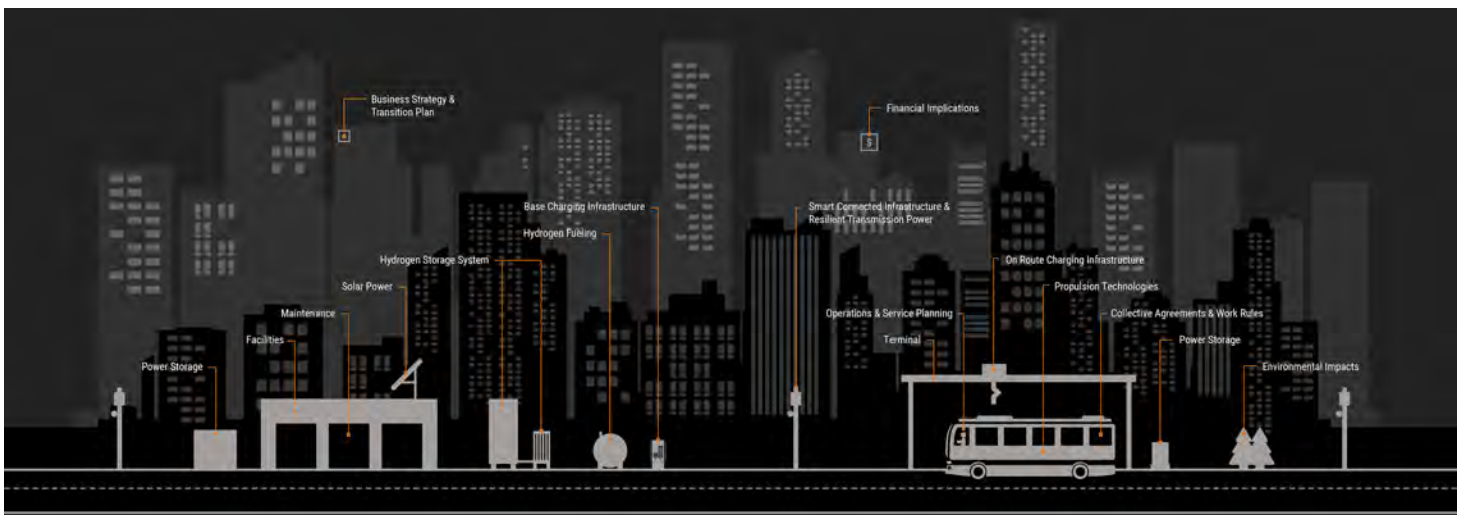 Business Strategy &
Transition Plan
Financial Implications
$
Base Charging Infrastructure
Smart Connected Infrastructure &
Resilient Transmission Power
Hydrogen Fueling
Hydrogen Storage System
On Route Charging Infrastructure
Solar Power
Propulsion Technologies
Maintenance
Operations & Service Planning
Collective Agreements & Work Rules
Facilities
Terminal
Power Storage
Power Storage
Environmental Impacts